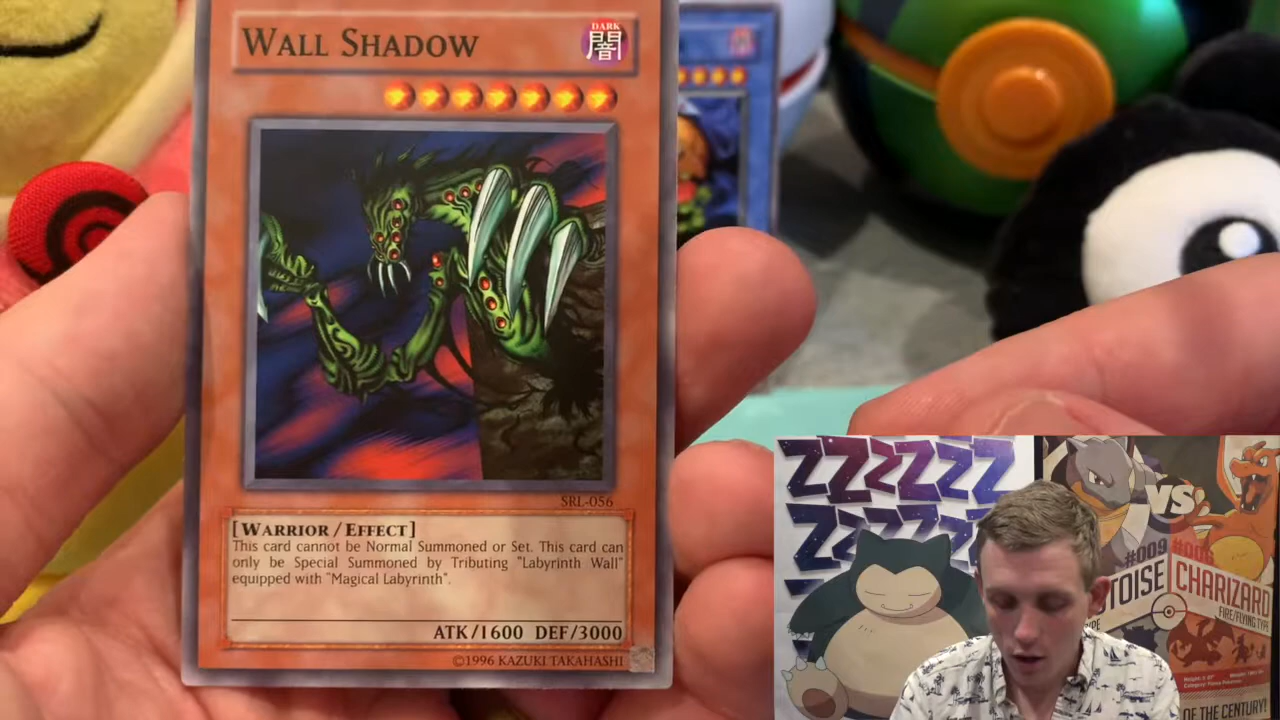 WALL SHADOW
DARK
闇
SRL-056
[WARRIOR/EFFECT]
This card cannot be Normal Summoned or Set. This card can
only be Special Summoned by Tributing "Labyrinth Wall"
equipped with "Magical Labyrinth".
ATK/1600 DEF/3000
©1996 KAZUKI TAKAHASHI
ZZZZZZ
VS
#009
#006
TOISE
CHARIZARD
FIRE/FLYING TYPE
OF THE CENTURY!